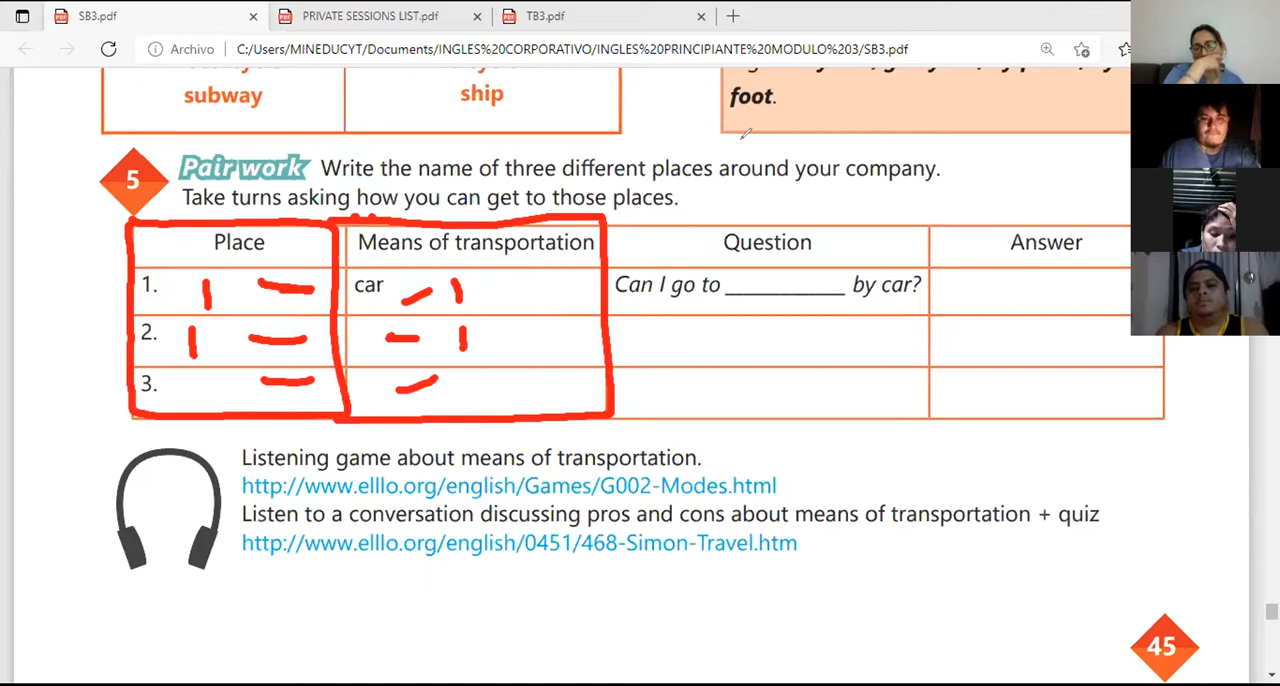 SB3.pdf
PRIVATE SESSIONS LIST.pdf
TB3.pdf
Archivo
C:/Users/MINEDUCYT/Documents/INGLES%20CORPORATIVO/INGLES%20PRINCIPIANTE%20MODULO%203/SB3.pdf
subway
ship
foot.
5
Pair work Write the name of three different places around your company.
Take turns asking how you can get to those places.
Place Means of transportation Question Answer
1. car Can I go to ____________ by car?
2.
3.
Listening game about means of transportation.
http://www.elllo.org/english/Games/G002-Modes.html
Listen to a conversation discussing pros and cons about means of transportation + quiz
http://www.elllo.org/english/0451/468-Simon-Travel.htm
45